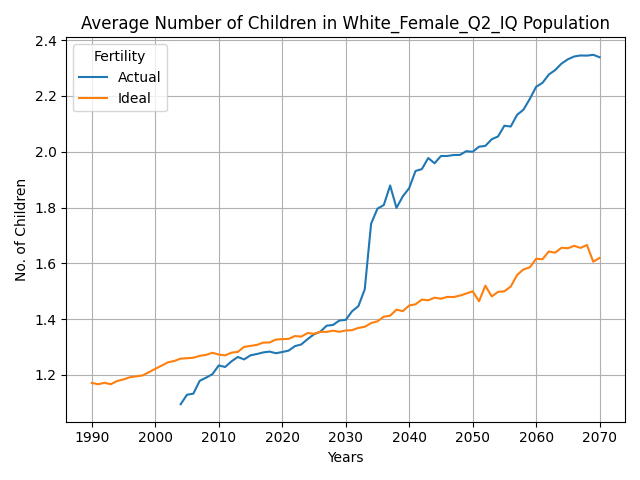 Average Number of Children in White_Female_Q2_IQ Population
Fertility
Actual
Ideal
No. of Children
2.4
2.2
2.0
1.8
1.6
1.4
1.2
1990
2000
2010
2020
2030
2040
2050
2060
2070
Years